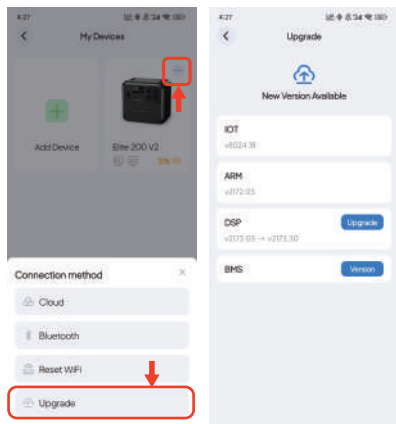 4:27
My Devices
Add Device
Elite 200 V2
Connection method
Cloud
Bluetooth
Reset WiFi
Upgrade
4:27
Upgrade
New Version Available
IOT
ARM
DSP
Upgrade
BMS
Version